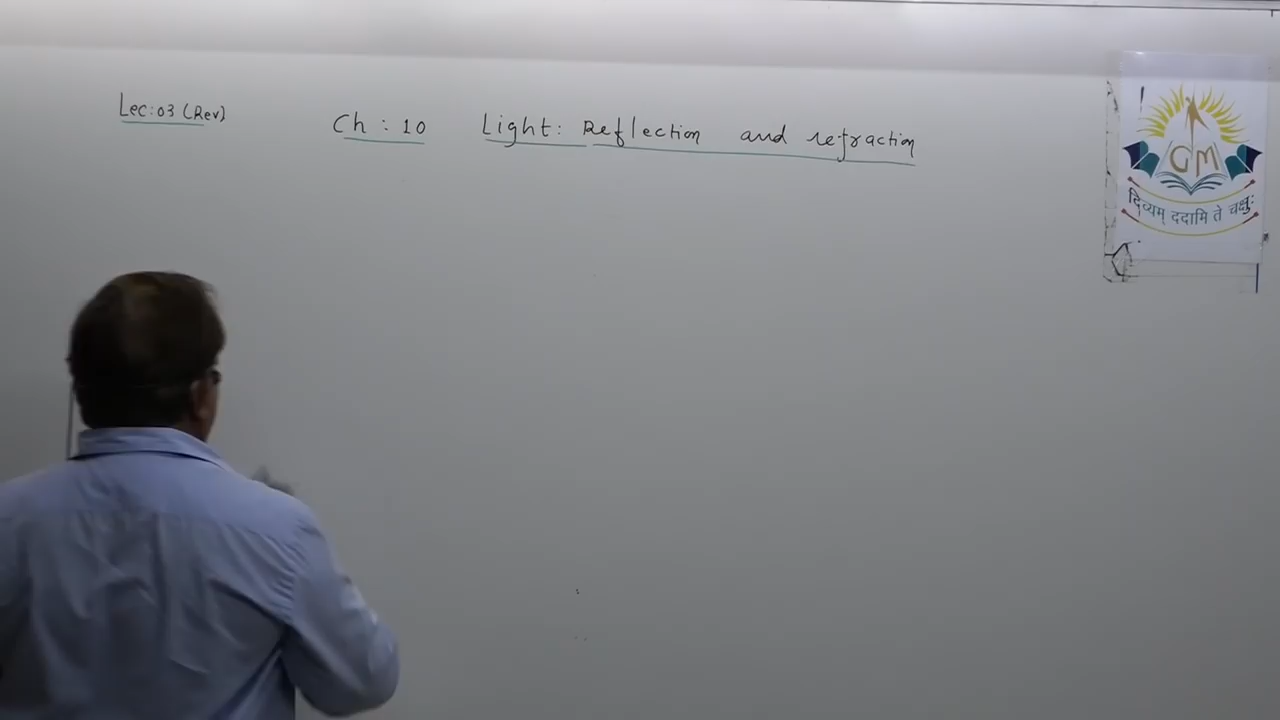 Lec:03 (Rev)
Ch : 10 Light: Reflection and refraction
GM
दिव्यम् ददामि ते चक्षुः